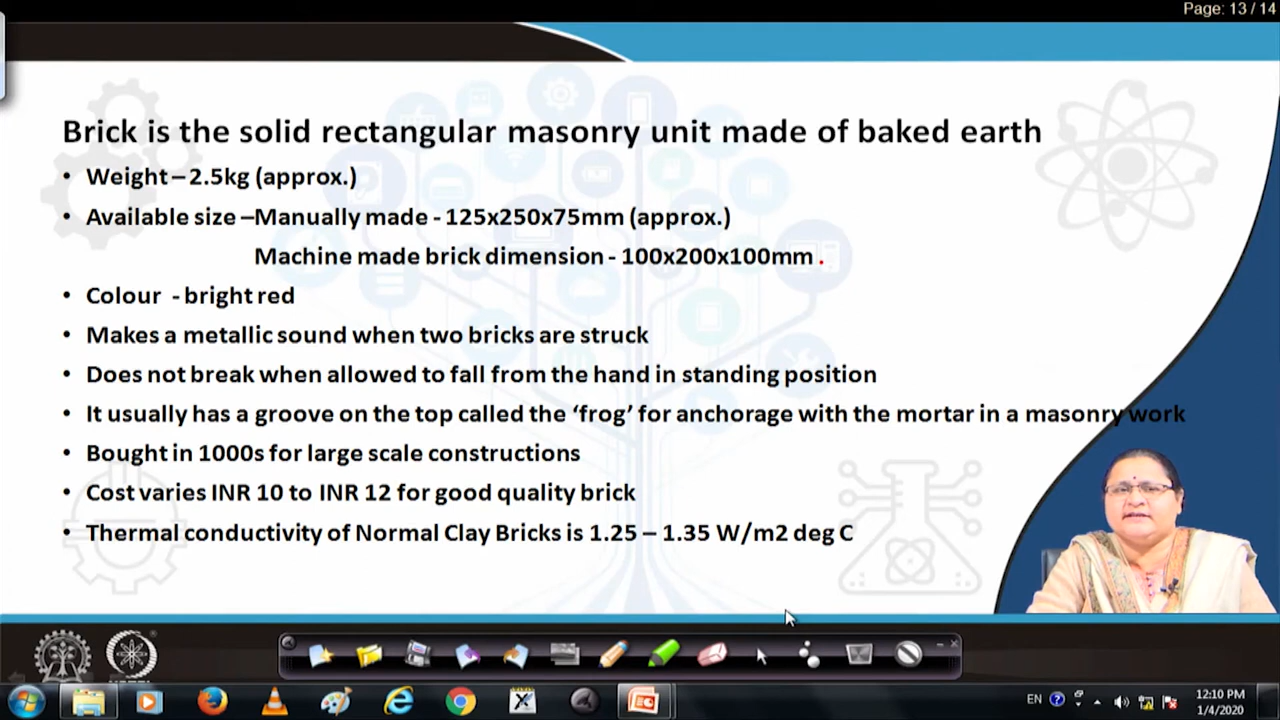 Page: 13 / 14
Brick is the solid rectangular masonry unit made of baked earth
• Weight – 2.5kg (approx.)
• Available size –Manually made - 125x250x75mm (approx.)
Machine made brick dimension - 100x200x100mm .
• Colour - bright red
• Makes a metallic sound when two bricks are struck
• Does not break when allowed to fall from the hand in standing position
• It usually has a groove on the top called the ‘frog’ for anchorage with the mortar in a masonry work
• Bought in 1000s for large scale constructions
• Cost varies INR 10 to INR 12 for good quality brick
• Thermal conductivity of Normal Clay Bricks is 1.25 – 1.35 W/m2 deg C
EN
12:10 PM
1/4/2020